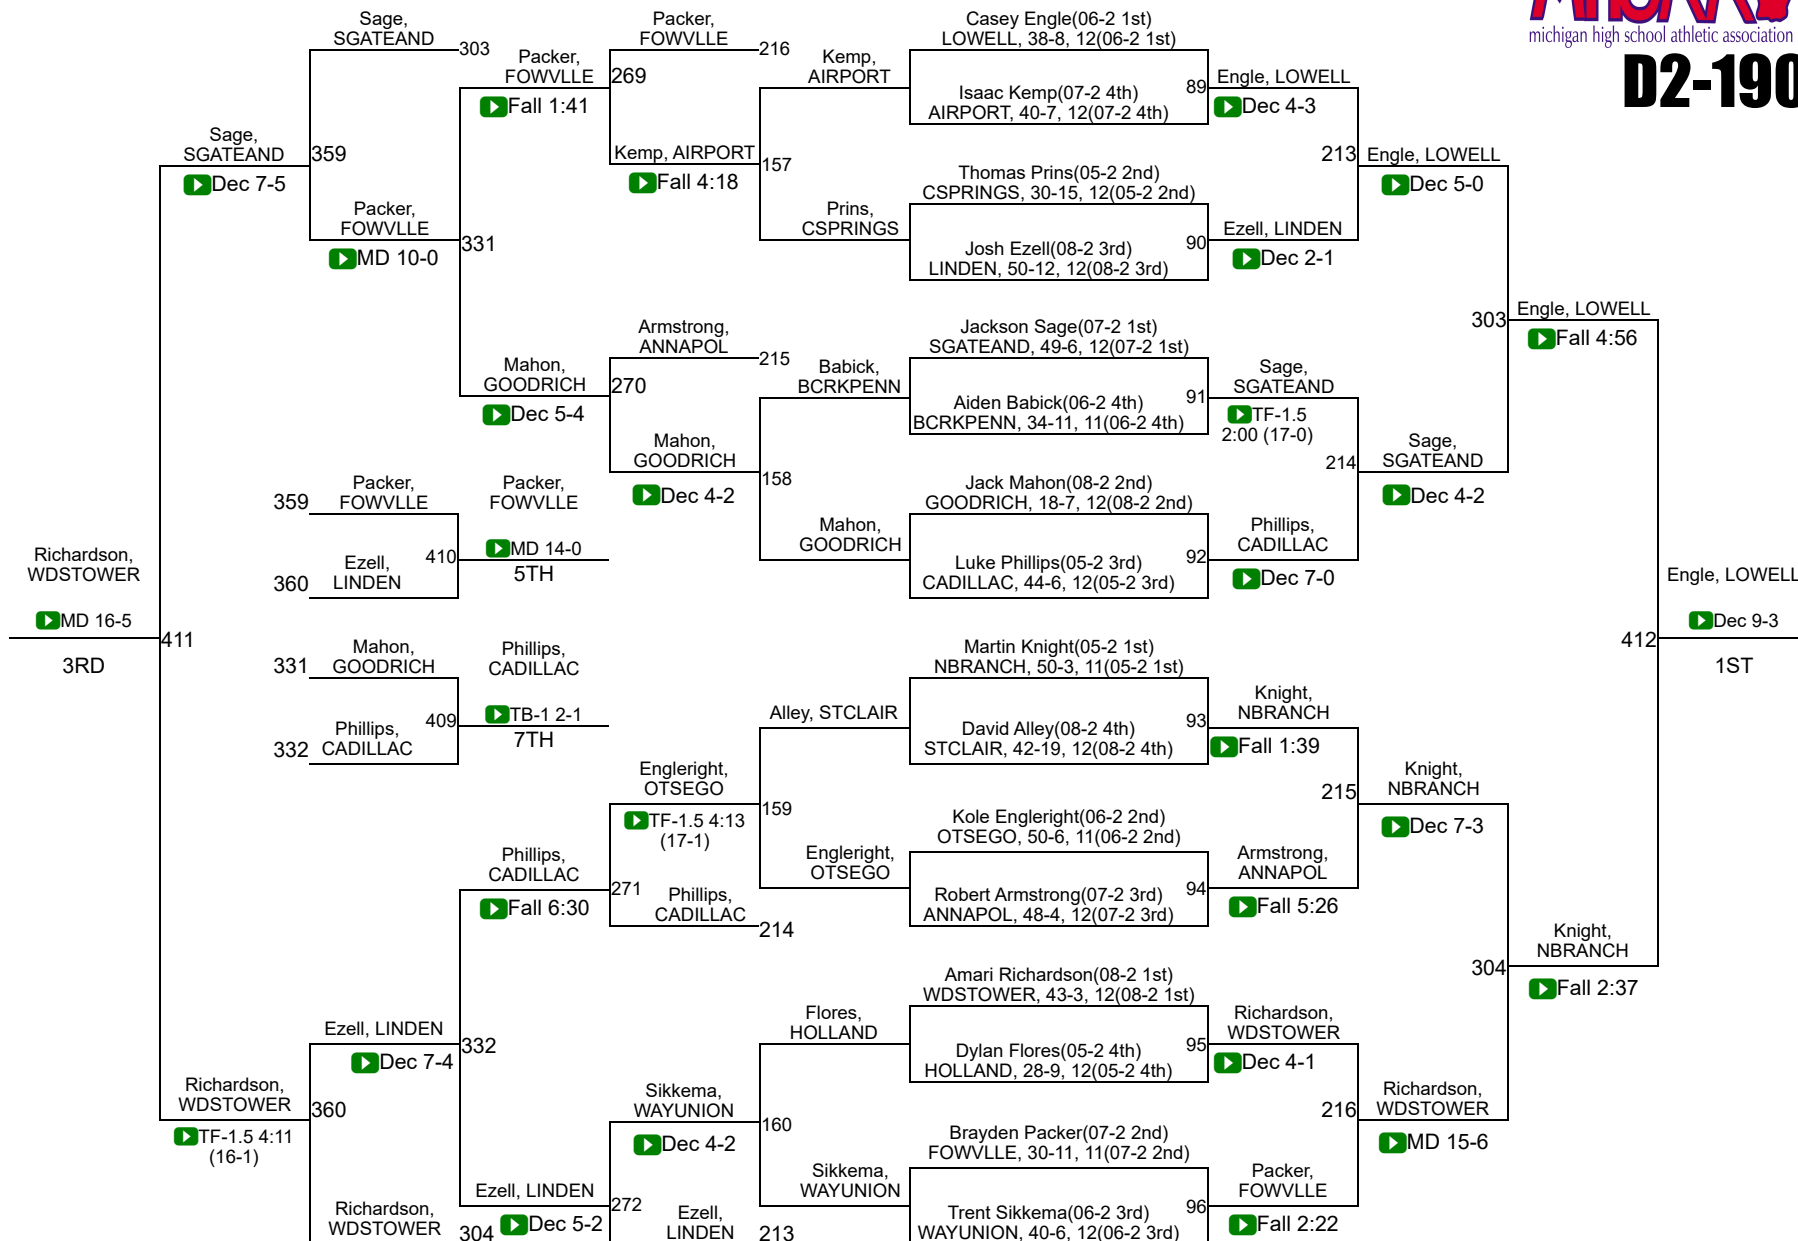 MHSAA
michigan high school athletic association
D2-190
Sage,
SGATEAND
303
Packer,
FOWVLLE
Fall 1:41
269
Packer,
FOWVLLE
216
Kemp,
AIRPORT
Casey Engle(06-2 1st)
LOWELL, 38-8, 12(06-2 1st)
Isaac Kemp(07-2 4th)
AIRPORT, 40-7, 12(07-2 4th)
89
Engle, LOWELL
Dec 4-3
Sage,
SGATEAND
Dec 7-5
359
Kemp, AIRPORT
Fall 4:18
157
Thomas Prins(05-2 2nd)
CSPRINGS, 30-15, 12(05-2 2nd)
213
Engle, LOWELL
Dec 5-0
Packer,
FOWVLLE
MD 10-0
331
Prins,
CSPRINGS
Josh Ezell(08-2 3rd)
LINDEN, 50-12, 12(08-2 3rd)
90
Ezell, LINDEN
Dec 2-1
Armstrong,
ANNAPOL
215
Jackson Sage(07-2 1st)
SGATEAND, 49-6, 12(07-2 1st)
303
Engle, LOWELL
Fall 4:56
Mahon,
GOODRICH
Dec 5-4
270
Babick,
BCRKPENN
Aiden Babick(06-2 4th)
BCRKPENN, 34-11, 11(06-2 4th)
91
Sage,
SGATEAND
TF-1.5
2:00 (17-0)
Mahon,
GOODRICH
Dec 4-2
158
214
Sage,
SGATEAND
Dec 4-2
359
Packer,
FOWVLLE
Packer,
FOWVLLE
Jack Mahon(08-2 2nd)
GOODRICH, 18-7, 12(08-2 2nd)
Mahon,
GOODRICH
Luke Phillips(05-2 3rd)
CADILLAC, 44-6, 12(05-2 3rd)
92
Phillips,
CADILLAC
Dec 7-0
Richardson,
WDSTOWER
MD 16-5
3RD
411
360
Ezell,
LINDEN
410
MD 14-0
5TH
Engle, LOWELL
Dec 9-3
1ST
412
331
Mahon,
GOODRICH
Phillips,
CADILLAC
Martin Knight(05-2 1st)
NBRANCH, 50-3, 11(05-2 1st)
332
Phillips,
CADILLAC
409
TB-1 2-1
7TH
Alley, STCLAIR
David Alley(08-2 4th)
STCLAIR, 42-19, 12(08-2 4th)
93
Knight,
NBRANCH
Fall 1:39
Engleright,
OTSEGO
TF-1.5 4:13
(17-1)
159
Kole Engleright(06-2 2nd)
OTSEGO, 50-6, 11(06-2 2nd)
215
Knight,
NBRANCH
Dec 7-3
Phillips,
CADILLAC
Fall 6:30
271
Phillips,
CADILLAC
214
Engleright,
OTSEGO
Robert Armstrong(07-2 3rd)
ANNAPOL, 48-4, 12(07-2 3rd)
94
Armstrong,
ANNAPOL
Fall 5:26
304
Knight,
NBRANCH
Fall 2:37
Amari Richardson(08-2 1st)
WDSTOWER, 43-3, 12(08-2 1st)
Ezell, LINDEN
Dec 7-4
332
Flores,
HOLLAND
Dylan Flores(05-2 4th)
HOLLAND, 28-9, 12(05-2 4th)
95
Richardson,
WDSTOWER
Dec 4-1
Richardson,
WDSTOWER
TF-1.5 4:11
(16-1)
360
Sikkema,
WAYUNION
Dec 4-2
160
Brayden Packer(07-2 2nd)
FOWVLLE, 30-11, 11(07-2 2nd)
216
Richardson,
WDSTOWER
MD 15-6
Richardson,
WDSTOWER
304
Ezell, LINDEN
Dec 5-2
272
Ezell,
LINDEN
213
Sikkema,
WAYUNION
Trent Sikkema(06-2 3rd)
WAYUNION, 40-6, 12(06-2 3rd)
96
Packer,
FOWVLLE
Fall 2:22